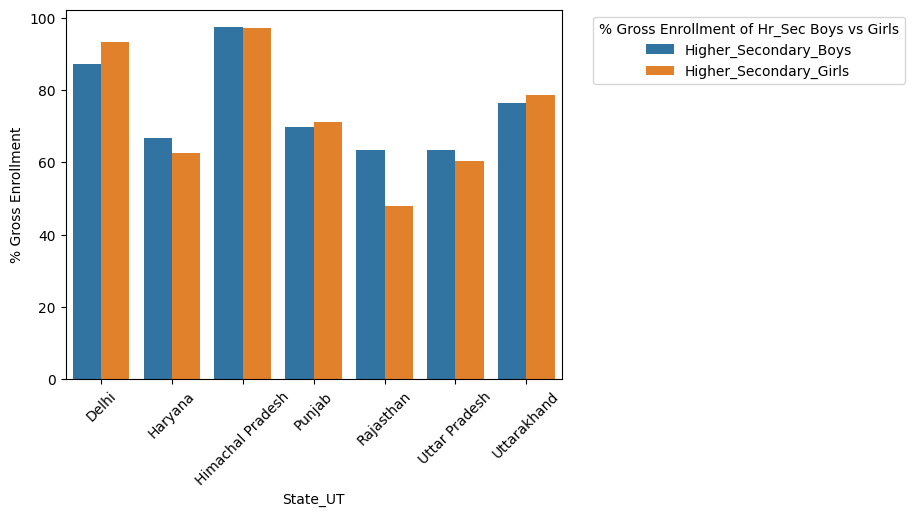 % Gross Enrollment of Hr_Sec Boys vs Girls
Higher_Secondary_Boys
Higher_Secondary_Girls
% Gross Enrollment
100
80
60
40
20
0
Delhi
Haryana
Himachal Pradesh
Punjab
Rajasthan
Uttar Pradesh
Uttarakhand
State_UT